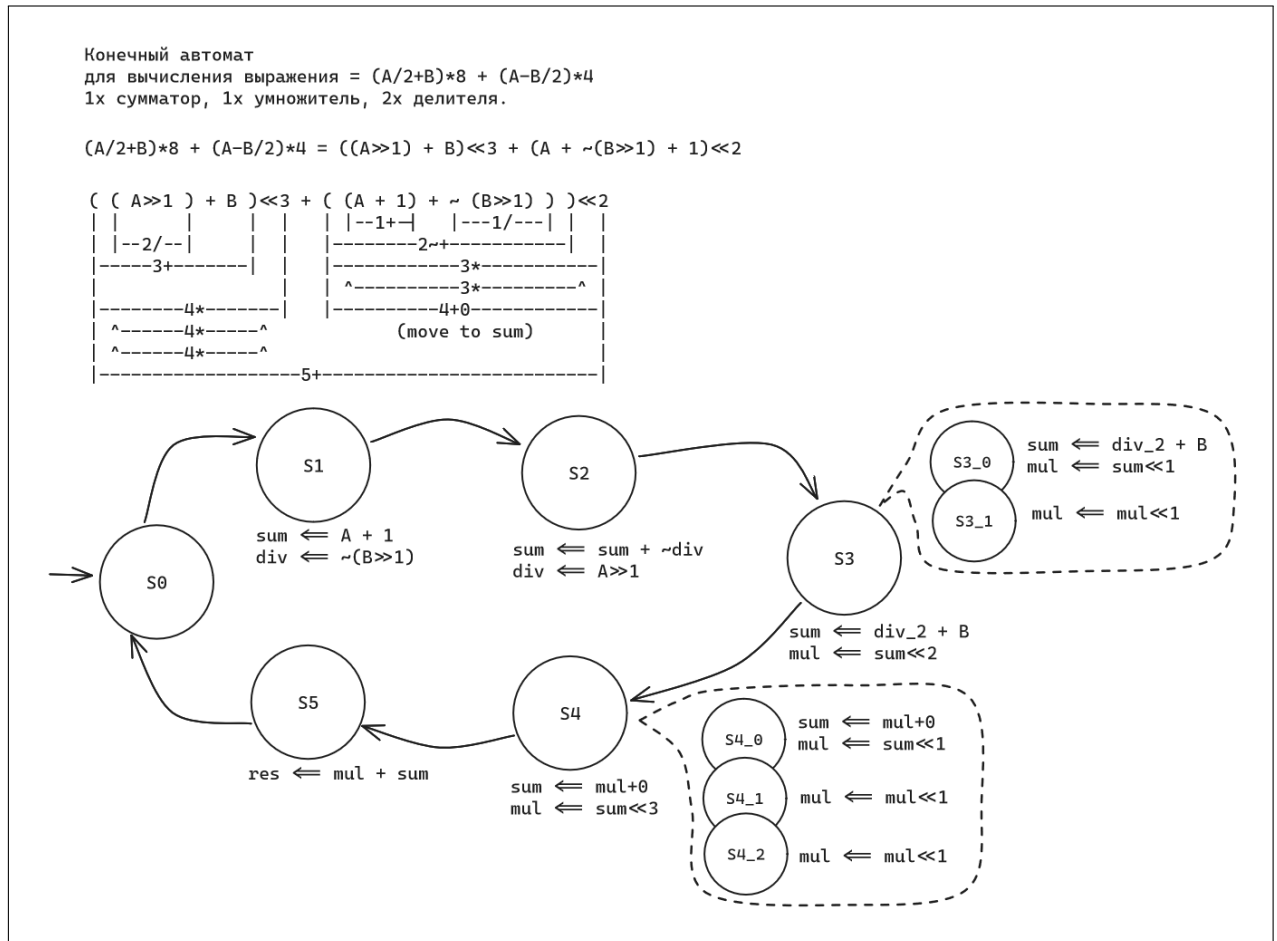 Конечный автомат
для вычисления выражения = (A/2+B)*8 + (A-B/2)*4
1x сумматор, 1x умножитель, 2x делителя.
(A/2+B)*8 + (A-B/2)*4 = ((A>>1) + B)<<3 + (A + ~(B>>1) + 1)<<2
( ( A>>1 ) + B )<<3 + ( (A + 1) + ~ (B>>1) ) )<<2
| |      |     |  |   | |--1+-|   |---1/---| |  |
| |--2/--|     |  |   |--------2~+-----------|  |
|-----3+-------|  |   |------------3*-----------|
|                 |   | ^----------3*---------^ |
|--------4*-------|   |----------4+0------------|
| ^------4*-----^ (move to sum) |
| ^------4*-----^ |
|-------------------5+--------------------------|
S1
sum ⇐ A + 1
div ⇐ ~(B>>1)
S2
sum ⇐ sum + ~div
div ⇐ A>>1
S3_0
sum ⇐ div_2 + B
mul ⇐ sum<<1
S3_1
mul ⇐ mul<<1
S3
sum ⇐ div_2 + B
mul ⇐ sum<<2
S0
S5
res ⇐ mul + sum
S4
sum ⇐ mul+0
mul ⇐ sum<<3
S4_0
sum ⇐ mul+0
mul ⇐ sum<<1
S4_1
mul ⇐ mul<<1
S4_2
mul ⇐ mul<<1